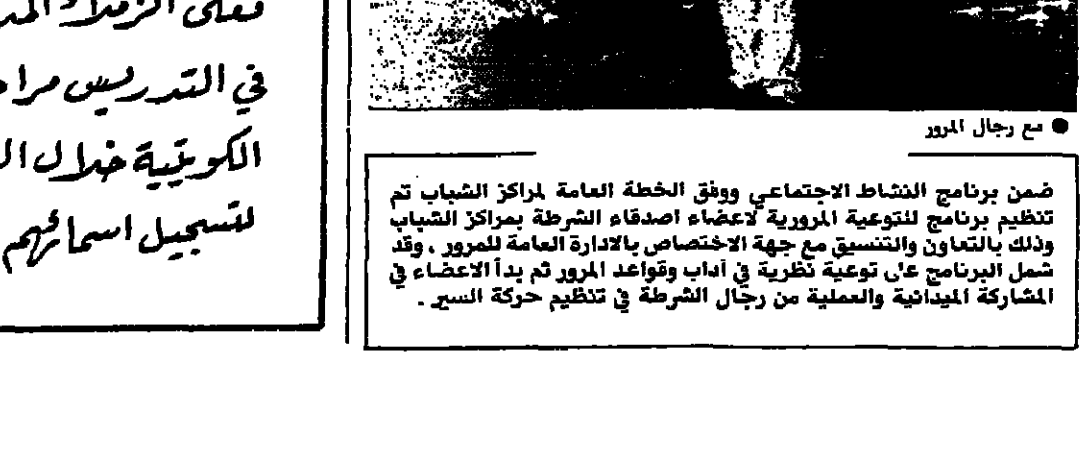 ● مع رجال المرور
ضمن برنامج النشاط الاجتماعي ووفق الخطة العامة لمراكز الشباب تم
تنظيم برنامج للتوعية المرورية لاعضاء اصدقاء الشرطة بمراكز الشباب
وذلك بالتعاون والتنسيق مع جهة الاختصاص بالادارة العامة للمرور ، وقد
شمل البرنامج على توعية نظرية في آداب وقواعد المرور ثم بدأ الاعضاء في
المشاركة الميدانية والعملية من رجال الشرطة في تنظيم حركة السير .
فعلى الزملاء
في التدريس
الكويتية خلال
لتسجيل اسمائهم